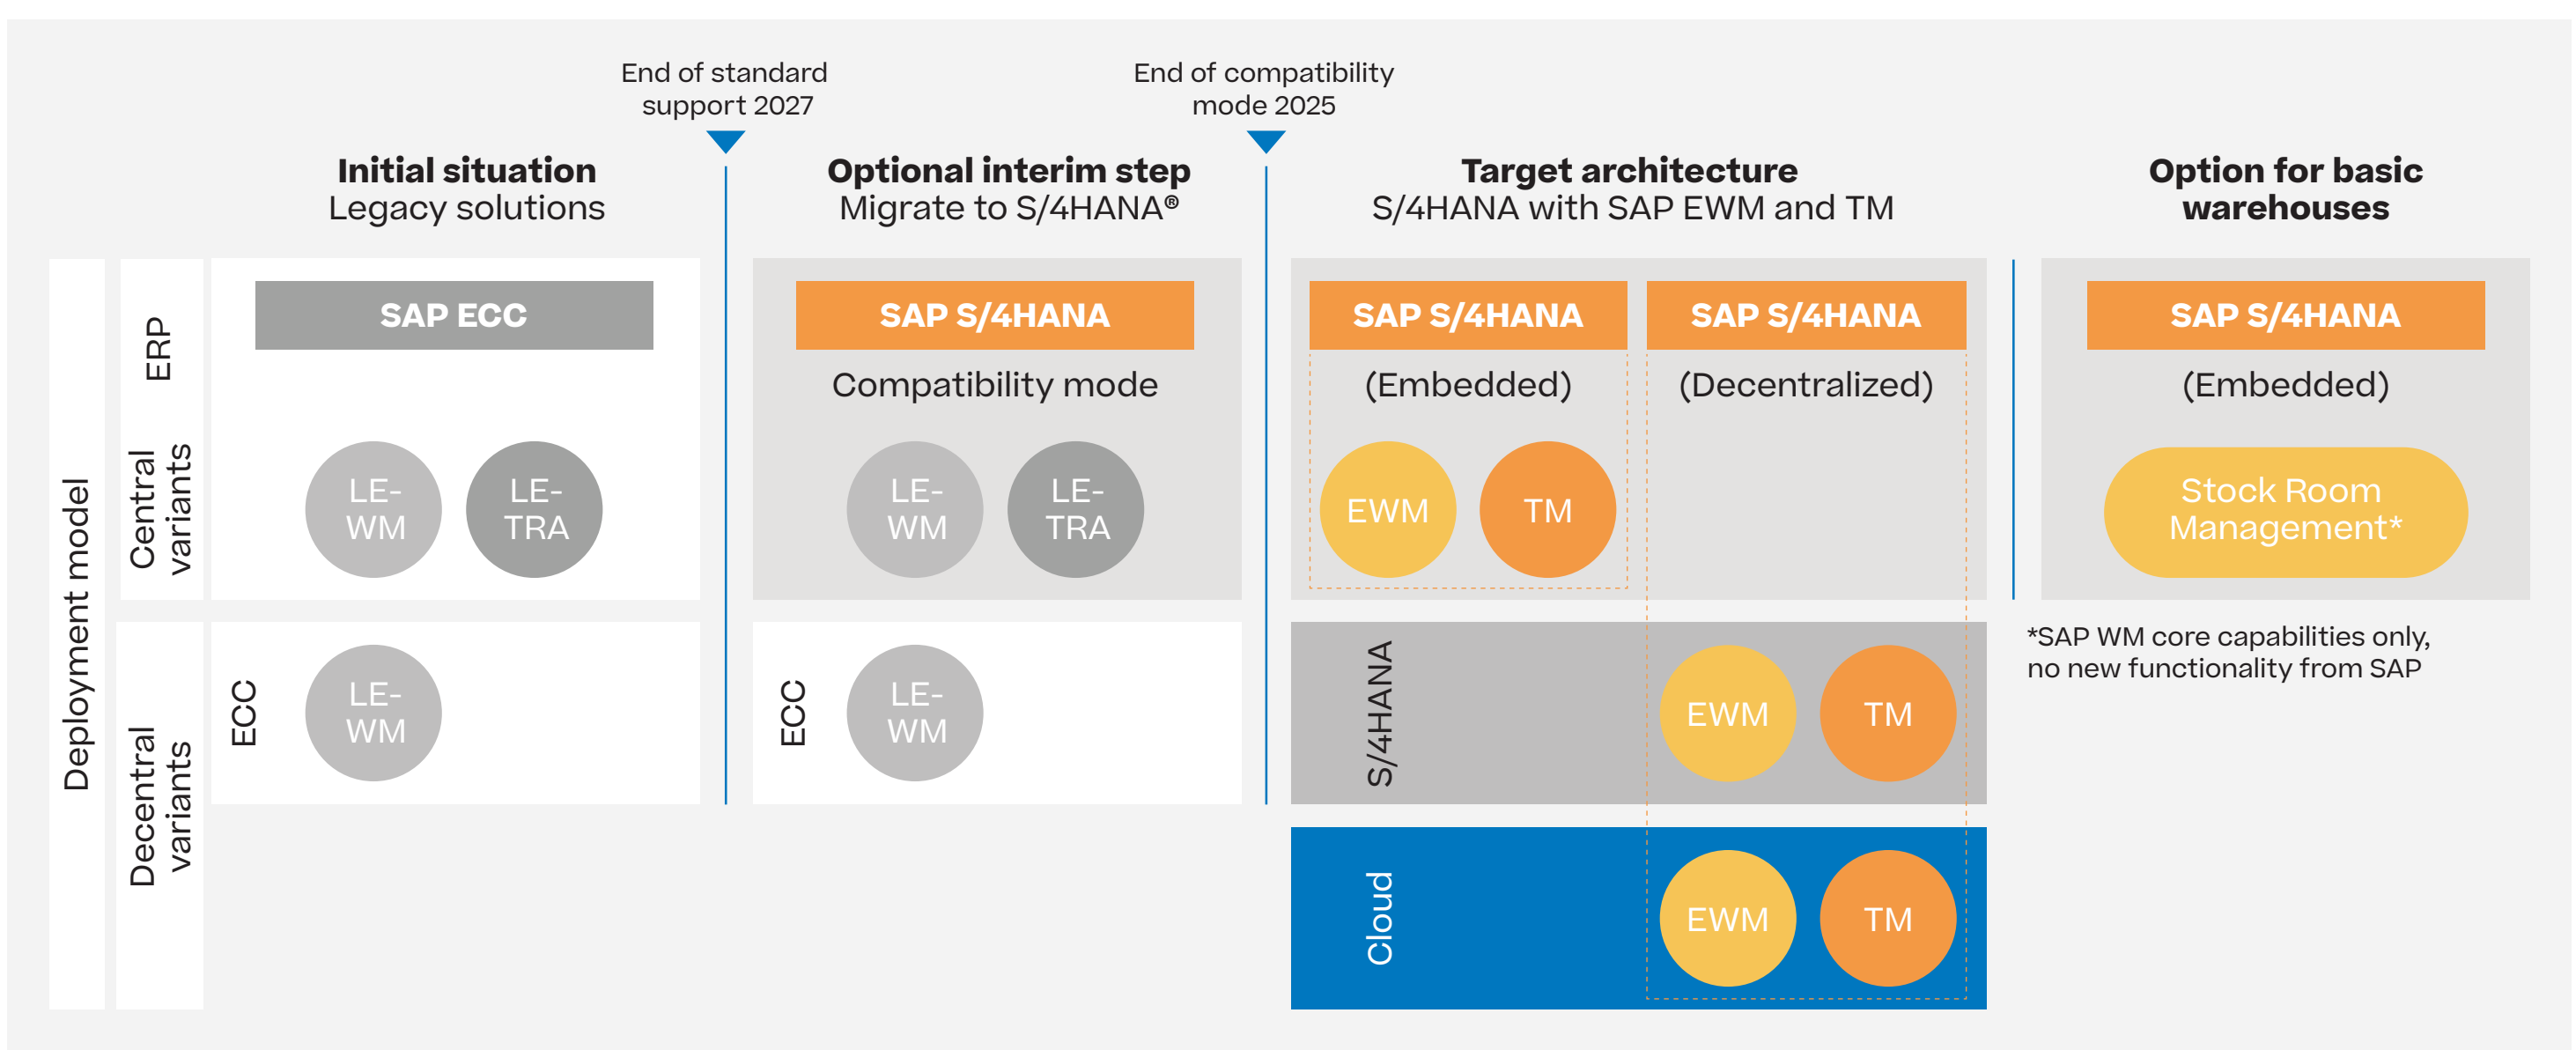 End of standard
support 2027
End of compatibility
mode 2025
Initial situation
Legacy solutions
Optional interim step
Migrate to S/4HANA®
Target architecture
S/4HANA with SAP EWM and TM
Option for basic
warehouses
Deployment model
ERP
Central
variants
Decentral
variants
SAP ECC
LE-
WM
LE-
TRA
ECC
LE-
WM
SAP S/4HANA
Compatibility mode
LE-
WM
LE-
TRA
ECC
LE-
WM
SAP S/4HANA
(Embedded)
EWM
TM
SAP S/4HANA
(Decentralized)
S/4HANA
EWM
TM
Cloud
EWM
TM
SAP S/4HANA
(Embedded)
Stock Room
Management*
*SAP WM core capabilities only,
no new functionality from SAP